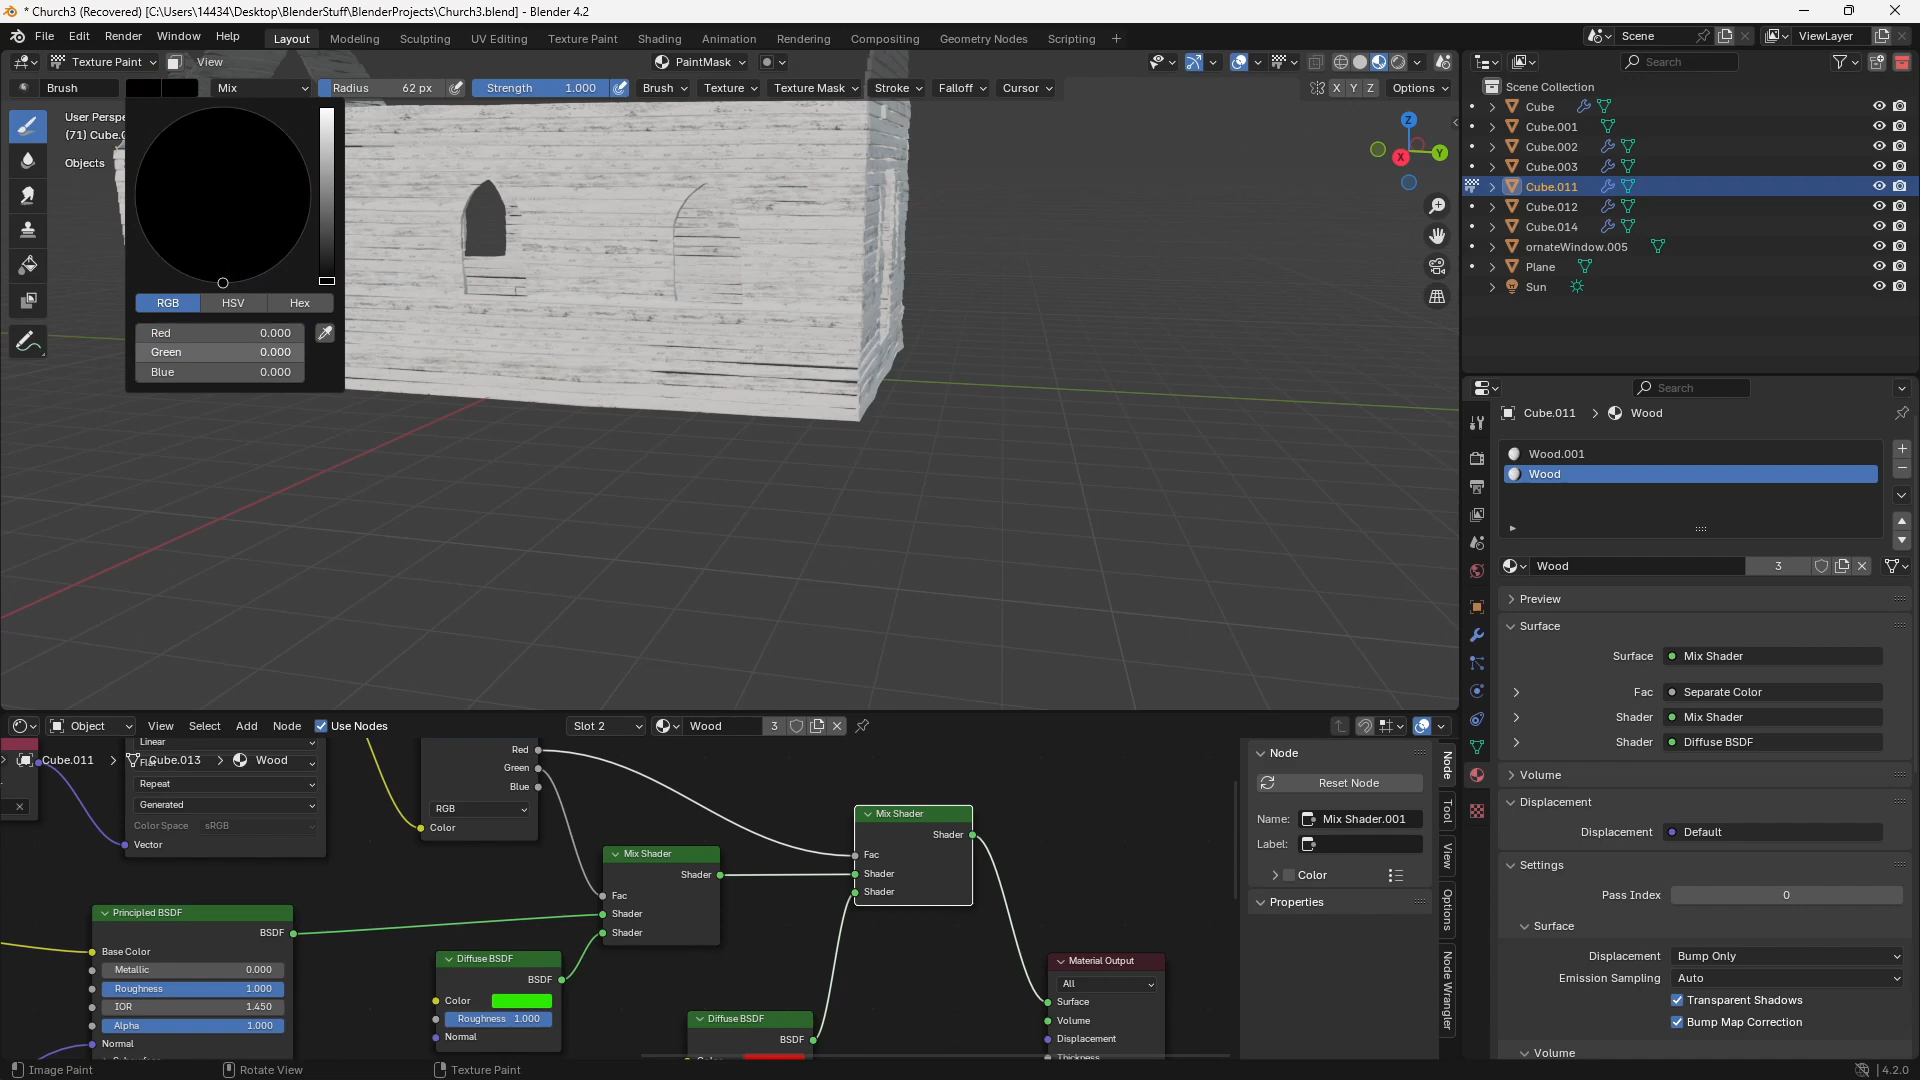 * Church3 (Recovered) [C:\Users\14434\Desktop\BlenderStuff\BlenderProjects\Church3.blend] - Blender 4.2
File Edit Render Window Help Layout Modeling Sculpting UV Editing Texture Paint Shading Animation Rendering Compositing Geometry Nodes Scripting + Scene ViewLayer
Texture Paint View PaintMask Search
Brush Mix Radius 62 px Strength 1.000 Brush Texture Texture Mask Stroke Falloff Cursor X Y Z Options
Scene Collection
Cube
Cube.001
Cube.002
Cube.003
Cube.011
Cube.012
Cube.014
ornateWindow.005
Plane
Sun
User Perspe
(71) Cube.0
Objects
Z
Y
X
RGB HSV Hex
Red 0.000
Green 0.000
Blue 0.000
Search
Cube.011 > Wood
Wood.001
Wood
Wood 3
Preview
Surface
Surface Mix Shader
Fac Separate Color
Shader Mix Shader
Shader Diffuse BSDF
Volume
Displacement
Displacement Default
Settings
Pass Index 0
Surface
Displacement Bump Only
Emission Sampling Auto
Transparent Shadows
Bump Map Correction
Volume
Object View Select Add Node Use Nodes Slot 2 Wood 3
Cube.011 > Cube.013 > Wood
Linear
Repeat
Generated
Color Space sRGB
Vector
Red
Green
Blue
RGB
Color
Mix Shader
Shader
Fac
Shader
Shader
Mix Shader
Shader
Fac
Shader
Shader
Principled BSDF
BSDF
Base Color
Metallic 0.000
Roughness 1.000
IOR 1.450
Alpha 1.000
Normal
Diffuse BSDF
BSDF
Color
Roughness 1.000
Normal
Diffuse BSDF
BSDF
Material Output
All
Surface
Volume
Displacement
Thickness
Node
Reset Node
Name: Mix Shader.001
Label:
Color
Properties
Node
Tool
View
Options
Node Wrangler
Image Paint Rotate View Texture Paint 4.2.0